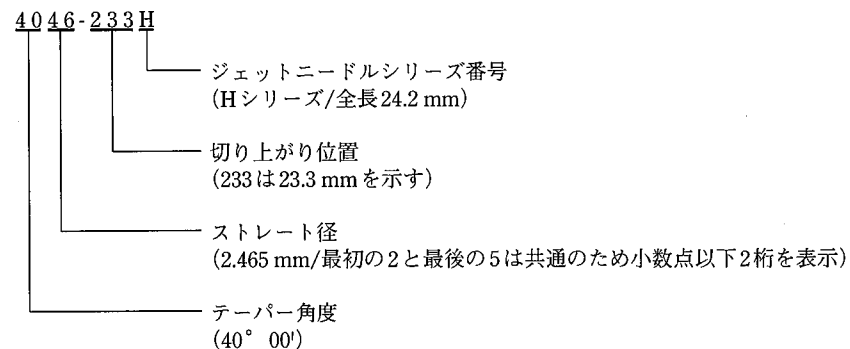 4046-233H
ジェットニードルシリーズ番号
(Hシリーズ/全長24.2 mm)
切り上がり位置
(233は23.3 mmを示す)
ストレート径
(2.465 mm/最初の2と最後の5は共通のため小数点以下2桁を表示)
テーパー角度
(40° 00')